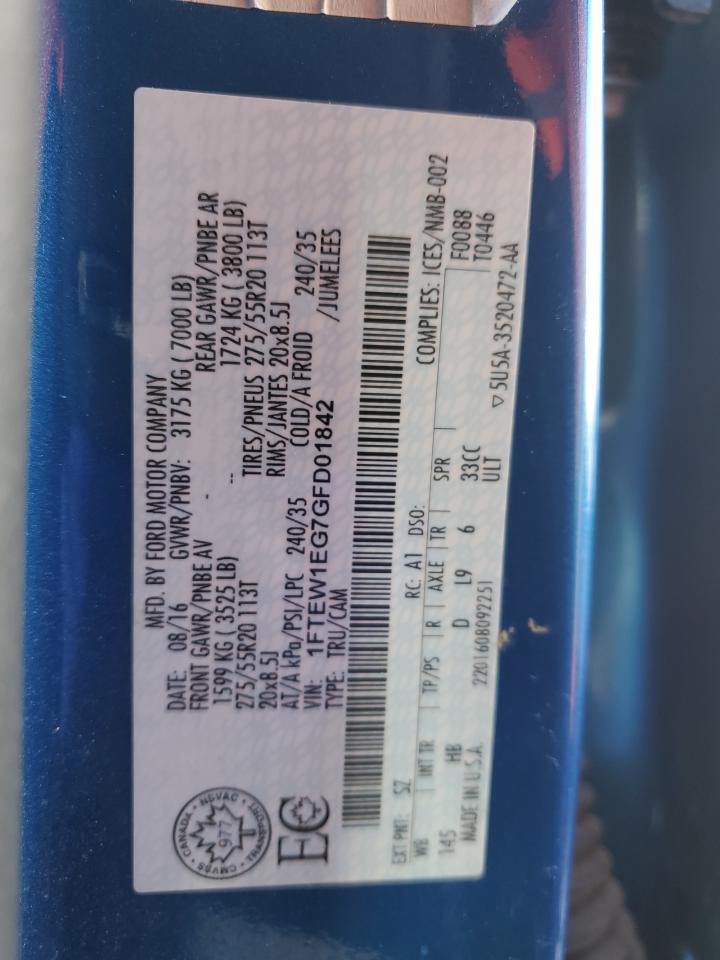 MFD. BY FORD MOTOR COMPANY
DATE: 08/16 GVWR/PNBV: 3175 KG ( 7000 LB)
FRONT GAWR/PNBE AV - REAR GAWR/PNBE AR
1599 KG ( 3525 LB) -- 1724 KG ( 3800 LB)
275/55R20 113T TIRES/PNEUS 275/55R20 113T
20x8.5J RIMS/JANTES 20x8.5J
AT/A kPa/PSI/LPC 240/35 COLD/A FROID 240/35
VIN: 1FTEW1EG7GFD01842 /JUMELEES
TYPE: TRU/CAM
CANADA • NSVAC • TRANSPORT • CMVSS •
977
EC
COMPLIES: ICES/NMB-002
EXT PNT: SZ RC: A1 DSO: F0088
T0446
WB INT TR TP/PS R AXLE TR SPR
145 HB D L9 6 33CC
ULT
MADE IN U.S.A. 2201608092251 ▽ 5U5A-3520472-AA